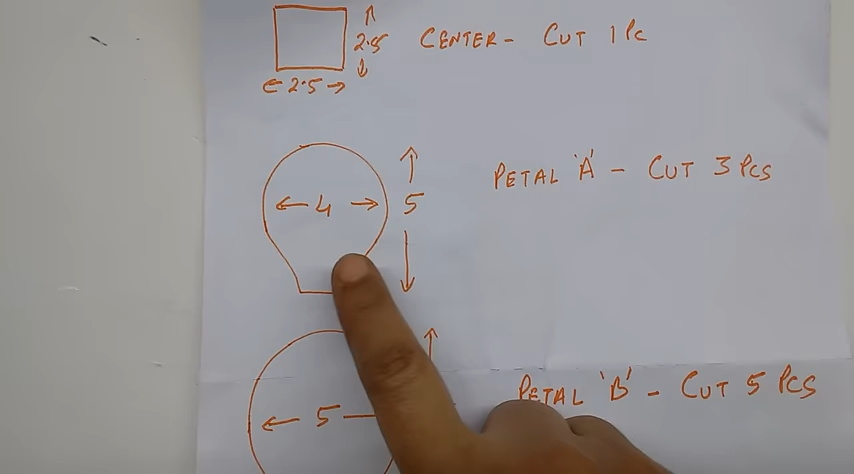 2.5 CENTER - CUT 1 PC
2.5
4 5 PETAL 'A' - CUT 3 PCS
PETAL 'B' - CUT 5 PCS
5